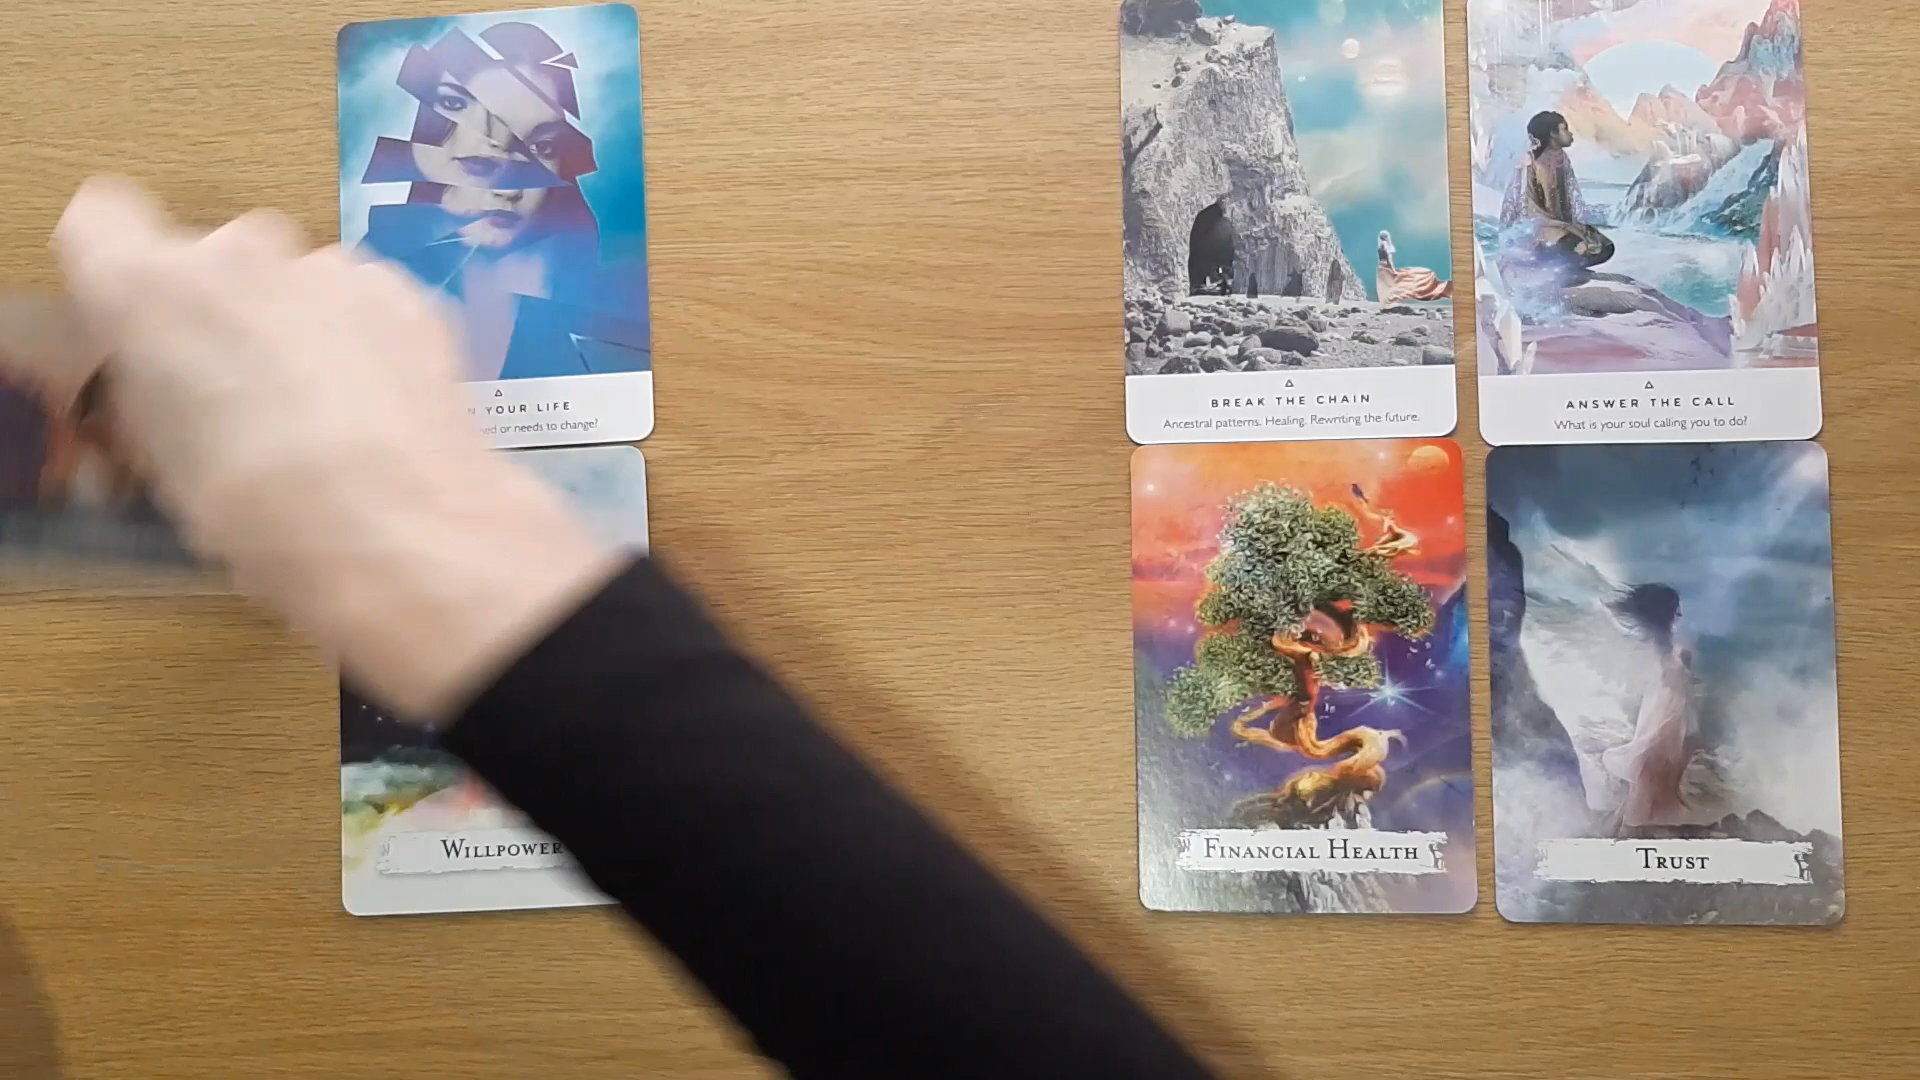 N YOUR LIFE
or needs to change?
BREAK THE CHAIN
Ancestral patterns. Healing. Rewriting the future.
ANSWER THE CALL
What is your soul calling you to do?
WILLPOWER
FINANCIAL HEALTH
TRUST